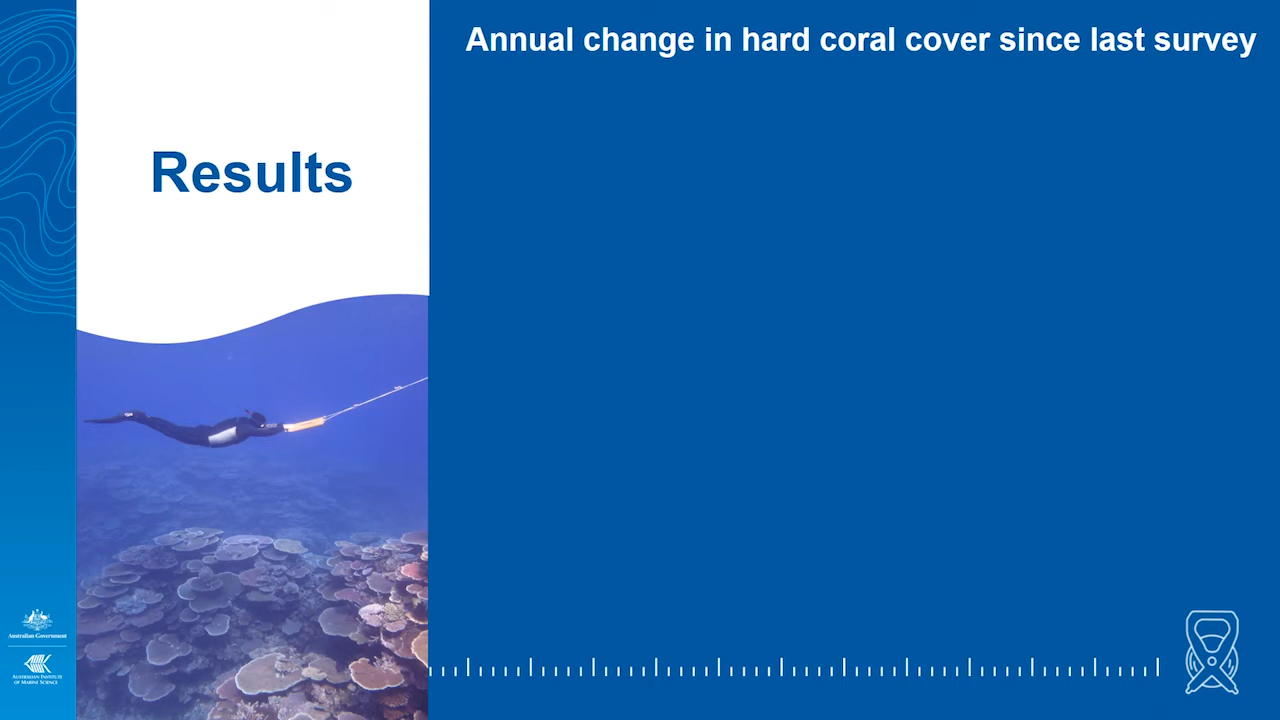 Annual change in hard coral cover since last survey
Results
Australian Government
AUSTRALIAN INSTITUTE
OF MARINE SCIENCE